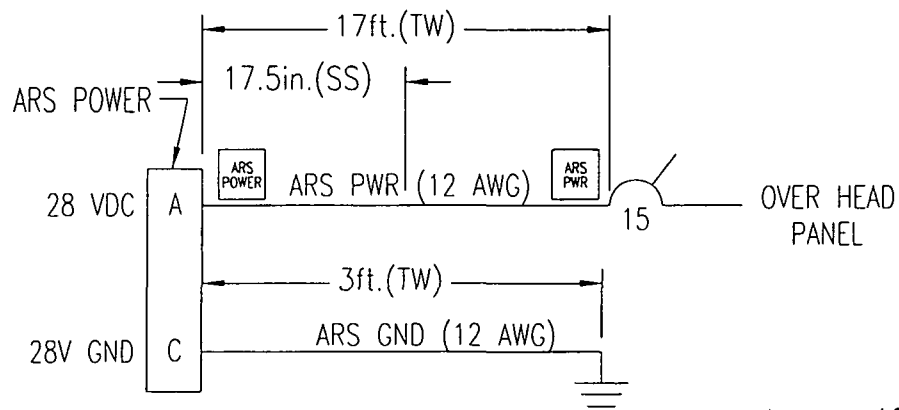 17ft.(TW)
17.5in.(SS)
ARS POWER
ARS
POWER
ARS PWR (12 AWG)
ARS
PWR
28 VDC
A
15
OVER HEAD
PANEL
3ft.(TW)
28V GND
C
ARS GND (12 AWG)